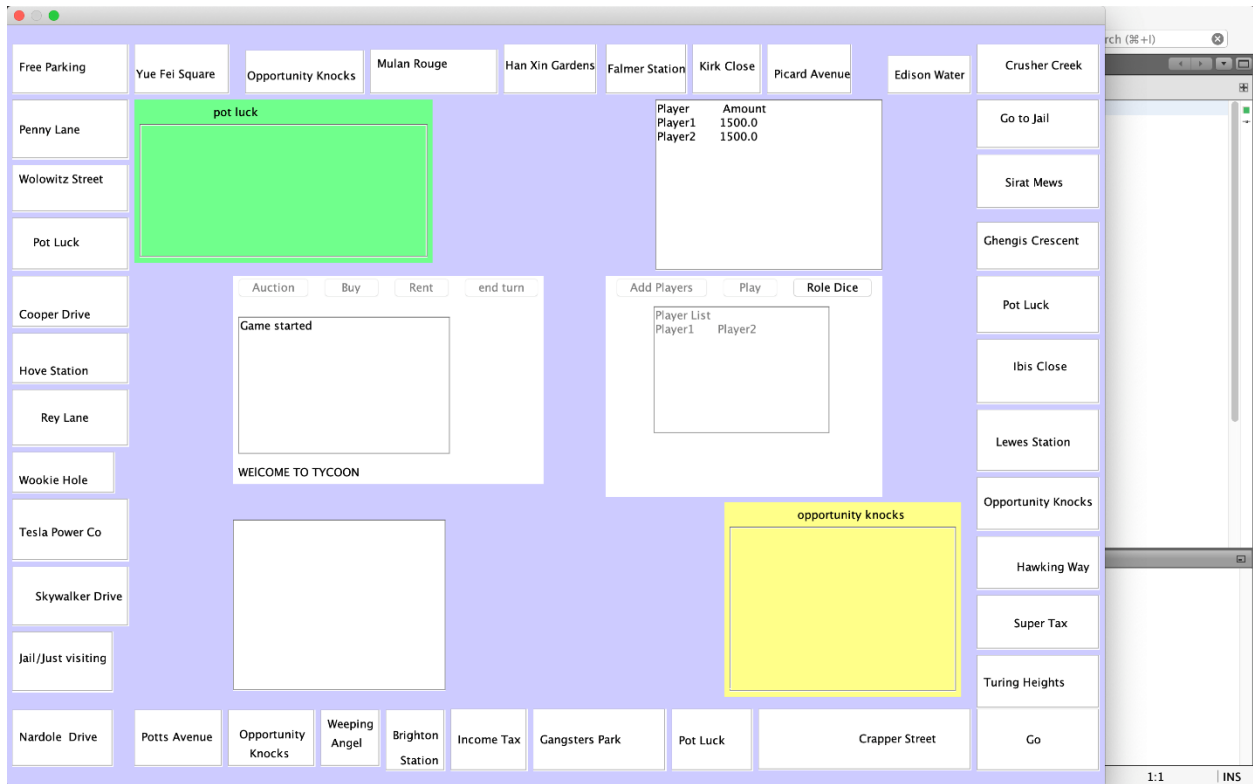 rch (⌘+I)
Free Parking
Yue Fei Square
Opportunity Knocks
Mulan Rouge
Han Xin Gardens
Falmer Station
Kirk Close
Picard Avenue
Edison Water
Crusher Creek
Penny Lane
pot luck
Player Amount
Player1 1500.0
Player2 1500.0
Go to Jail
Wolowitz Street
Sirat Mews
Pot Luck
Ghengis Crescent
Auction Buy Rent end turn
Add Players Play Role Dice
Cooper Drive
Game started
Player List
Player1 Player2
Pot Luck
Hove Station
Ibis Close
Rey Lane
Lewes Station
Wookie Hole
WElCOME TO TYCOON
Opportunity Knocks
Tesla Power Co
opportunity knocks
Hawking Way
Skywalker Drive
Super Tax
Jail/Just visiting
Turing Heights
Nardole Drive
Potts Avenue
Opportunity
Knocks
Weeping
Angel
Brighton
Station
Income Tax
Gangsters Park
Pot Luck
Crapper Street
Go
1:1 INS